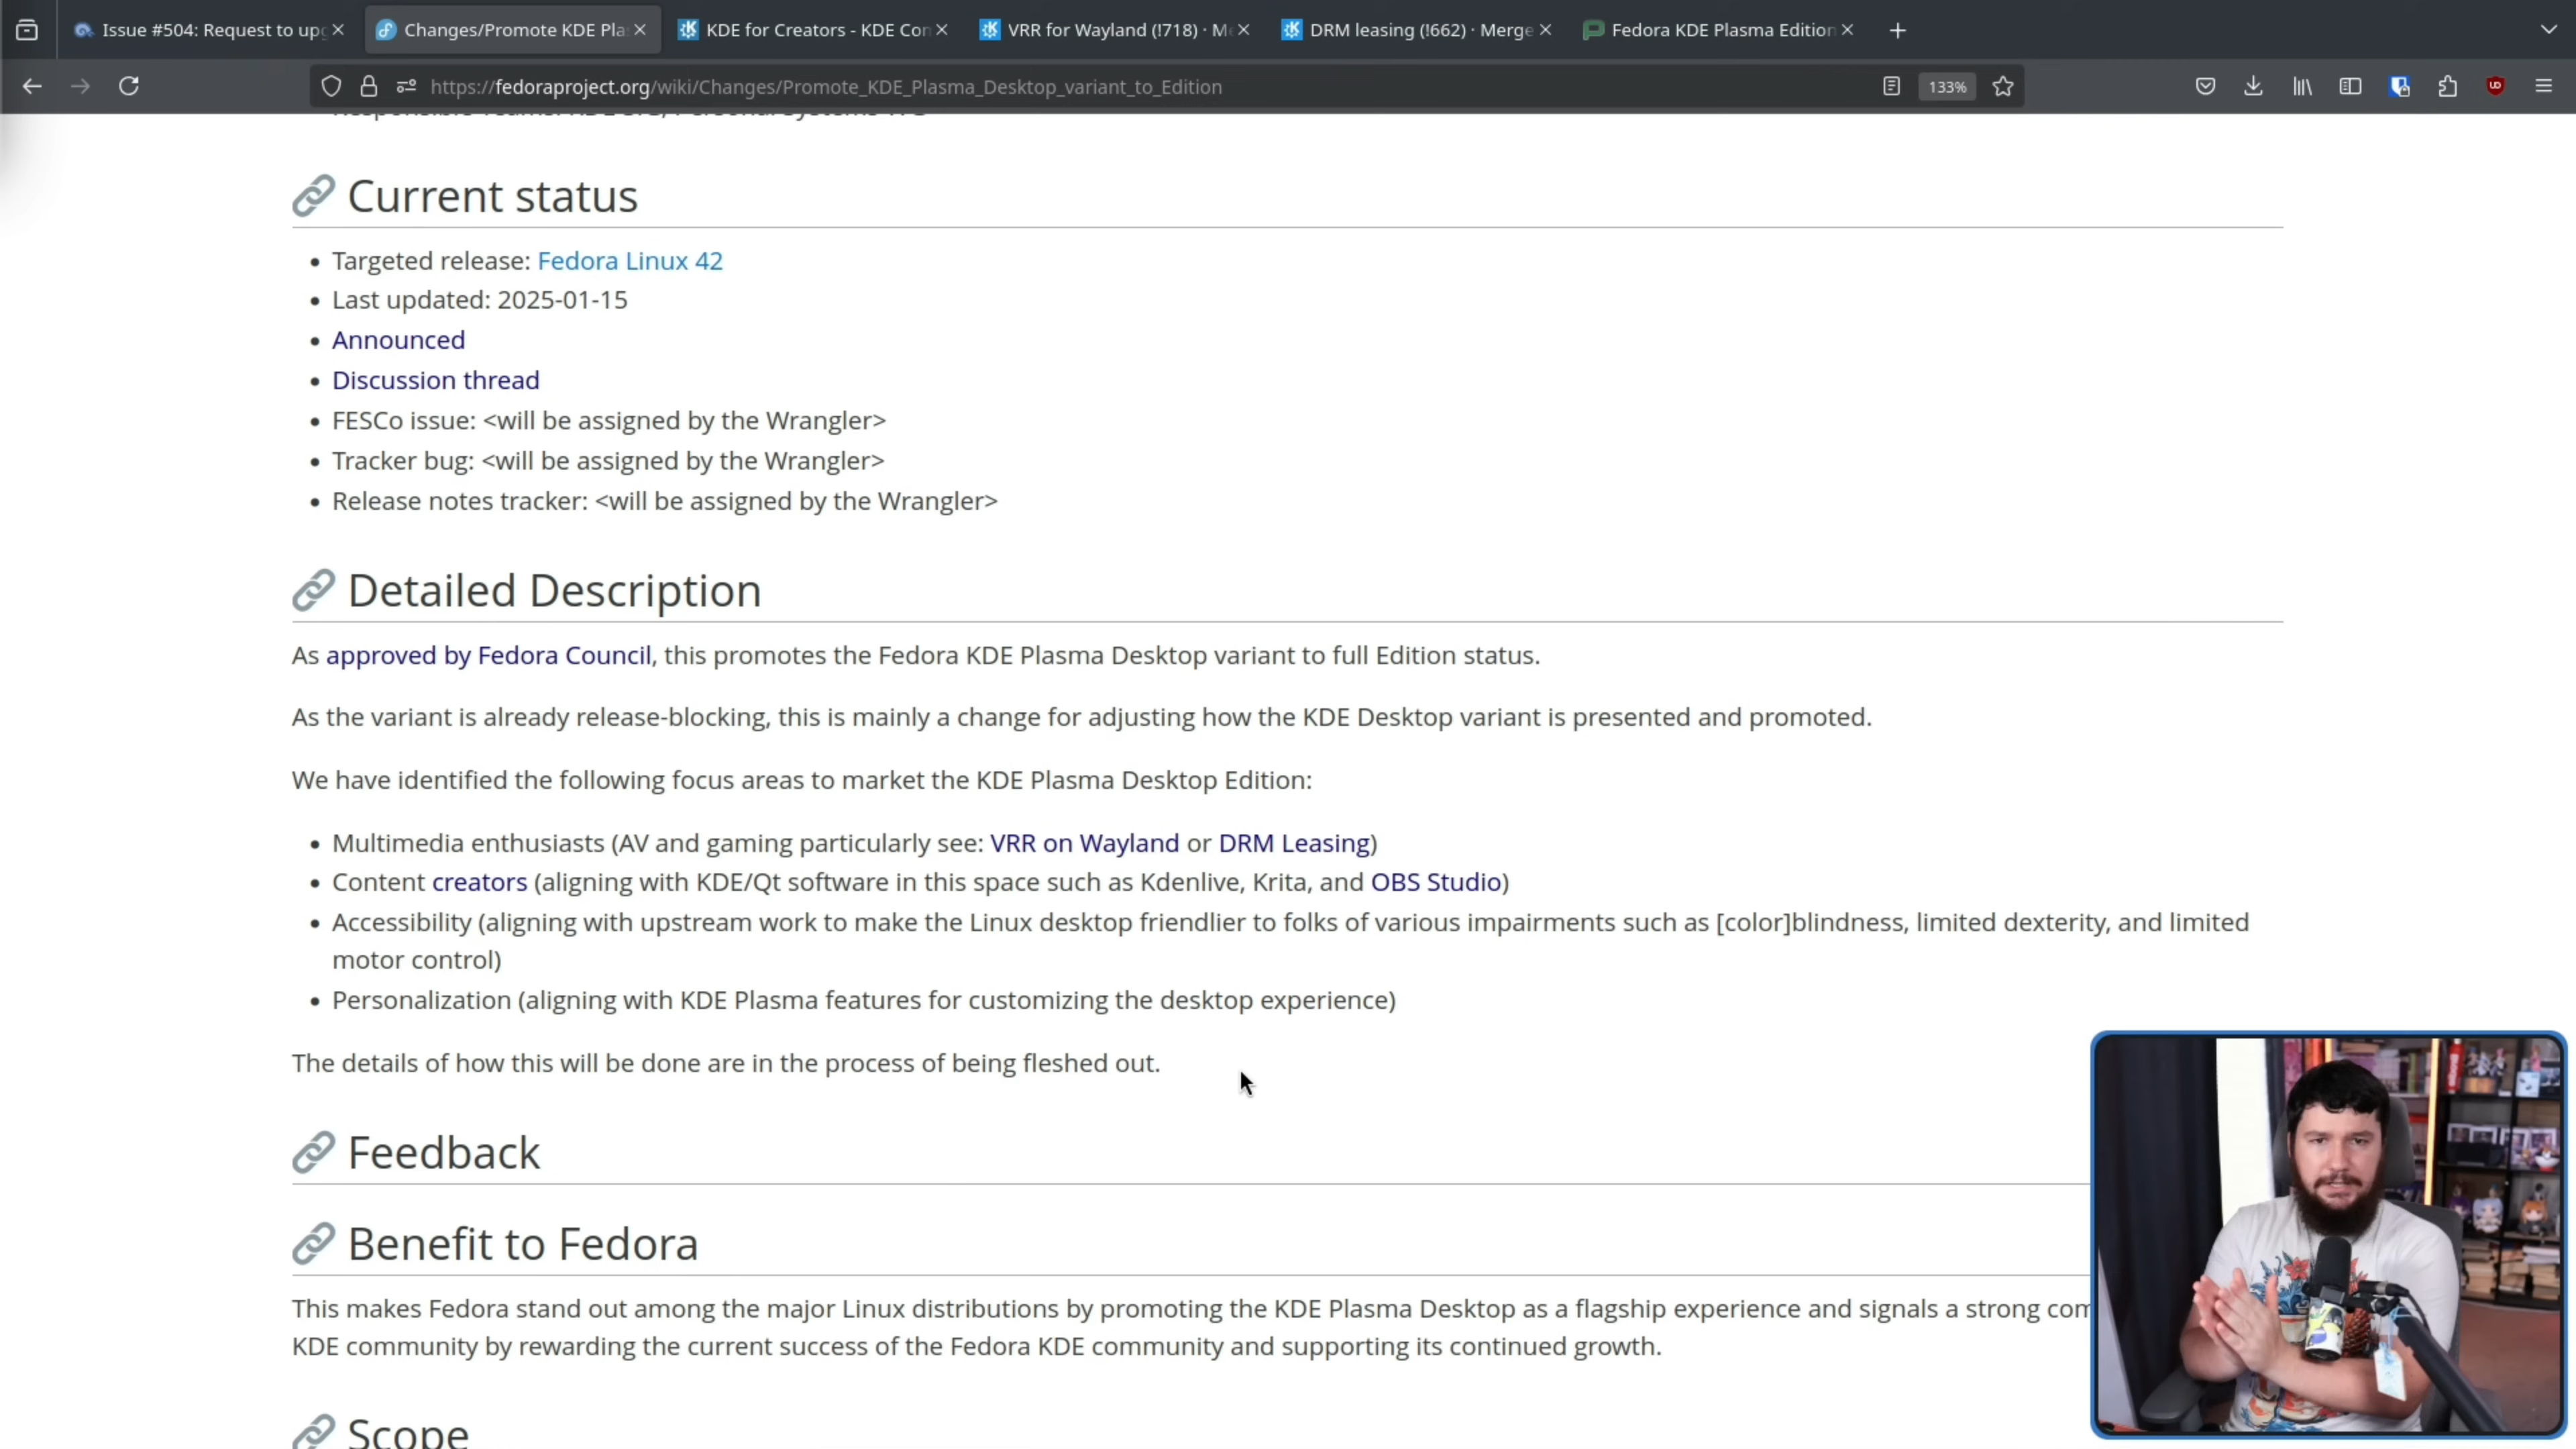 Issue #504: Request to upg
Changes/Promote KDE Pla
KDE for Creators - KDE Con
VRR for Wayland (!718) · Me
DRM leasing (!662) · Merge
Fedora KDE Plasma Edition
https://fedoraproject.org/wiki/Changes/Promote_KDE_Plasma_Desktop_variant_to_Edition
133%
Current status
• Targeted release: Fedora Linux 42
• Last updated: 2025-01-15
• Announced
• Discussion thread
• FESCo issue: <will be assigned by the Wrangler>
• Tracker bug: <will be assigned by the Wrangler>
• Release notes tracker: <will be assigned by the Wrangler>
Detailed Description
As approved by Fedora Council, this promotes the Fedora KDE Plasma Desktop variant to full Edition status.
As the variant is already release-blocking, this is mainly a change for adjusting how the KDE Desktop variant is presented and promoted.
We have identified the following focus areas to market the KDE Plasma Desktop Edition:
• Multimedia enthusiasts (AV and gaming particularly see: VRR on Wayland or DRM Leasing)
• Content creators (aligning with KDE/Qt software in this space such as Kdenlive, Krita, and OBS Studio)
• Accessibility (aligning with upstream work to make the Linux desktop friendlier to folks of various impairments such as [color]blindness, limited dexterity, and limited
motor control)
• Personalization (aligning with KDE Plasma features for customizing the desktop experience)
The details of how this will be done are in the process of being fleshed out.
Feedback
Benefit to Fedora
This makes Fedora stand out among the major Linux distributions by promoting the KDE Plasma Desktop as a flagship experience and signals a strong com
KDE community by rewarding the current success of the Fedora KDE community and supporting its continued growth.
Scope